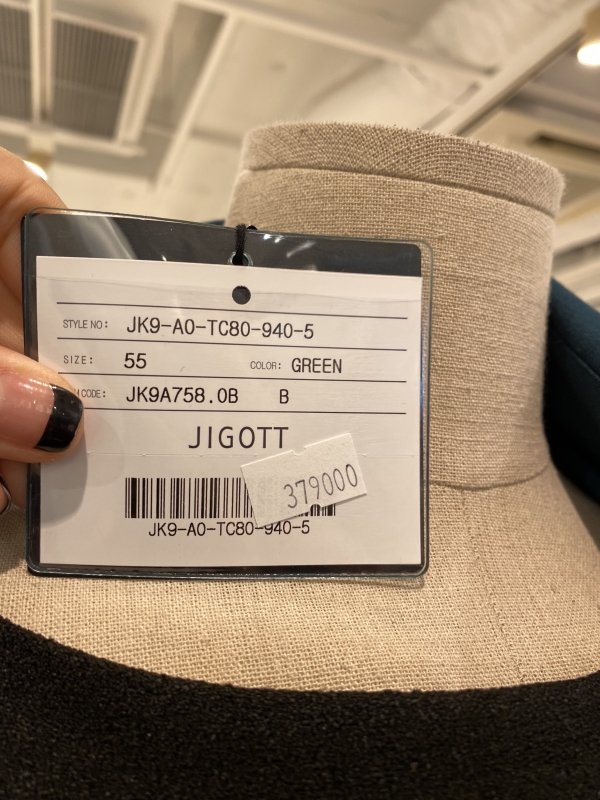 STYLE NO: JK9-A0-TC80-940-5
SIZE: 55 COLOR: GREEN
CODE: JK9A758.0B B
JIGOTT
379000
JK9-A0-TC80-940-5